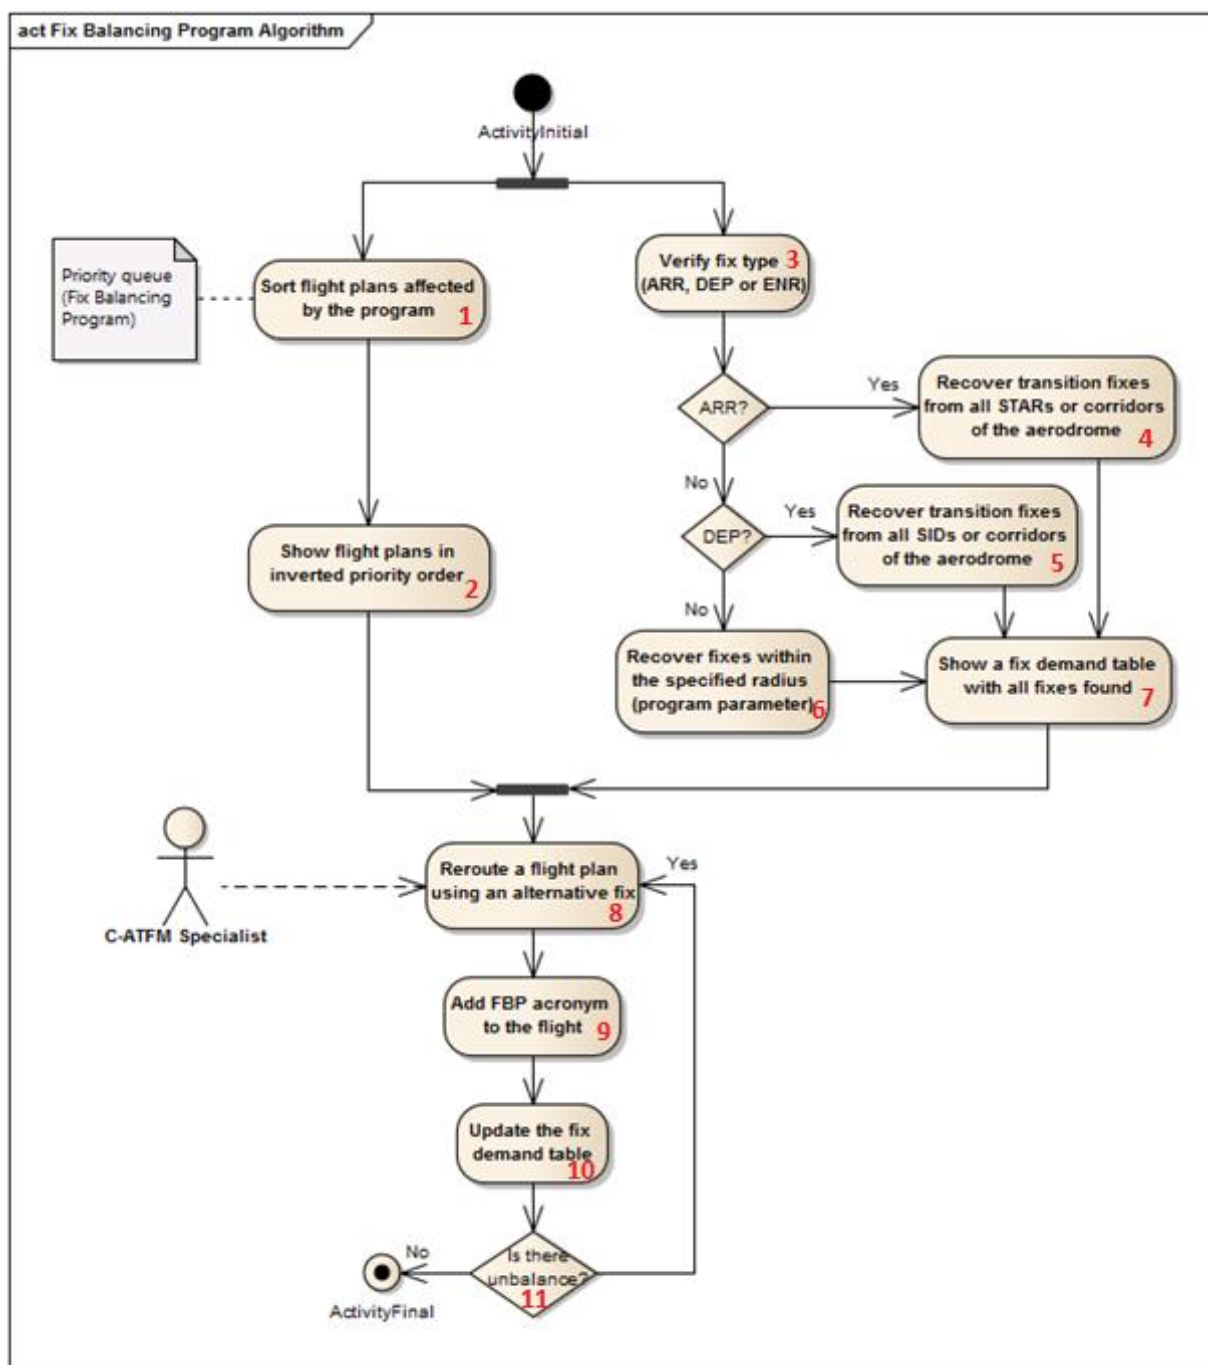 act Fix Balancing Program Algorithm
ActivityInitial
Priority queue
(Fix Balancing
Program)
Sort flight plans affected
by the program 1
Verify fix type 3
(ARR, DEP or ENR)
ARR?
Yes
Recover transition fixes
from all STARs or corridors
of the aerodrome 4
No
DEP?
Yes
Recover transition fixes
from all SIDs or corridors
of the aerodrome 5
Show flight plans in
inverted priority order 2
No
Recover fixes within
the specified radius
(program parameter) 6
Show a fix demand table
with all fixes found 7
Reroute a flight plan
using an alternative fix
8
Yes
C-ATFM Specialist
Add FBP acronym
to the flight 9
Update the fix
demand table
10
Is there
unbalance?
11
No
ActivityFinal